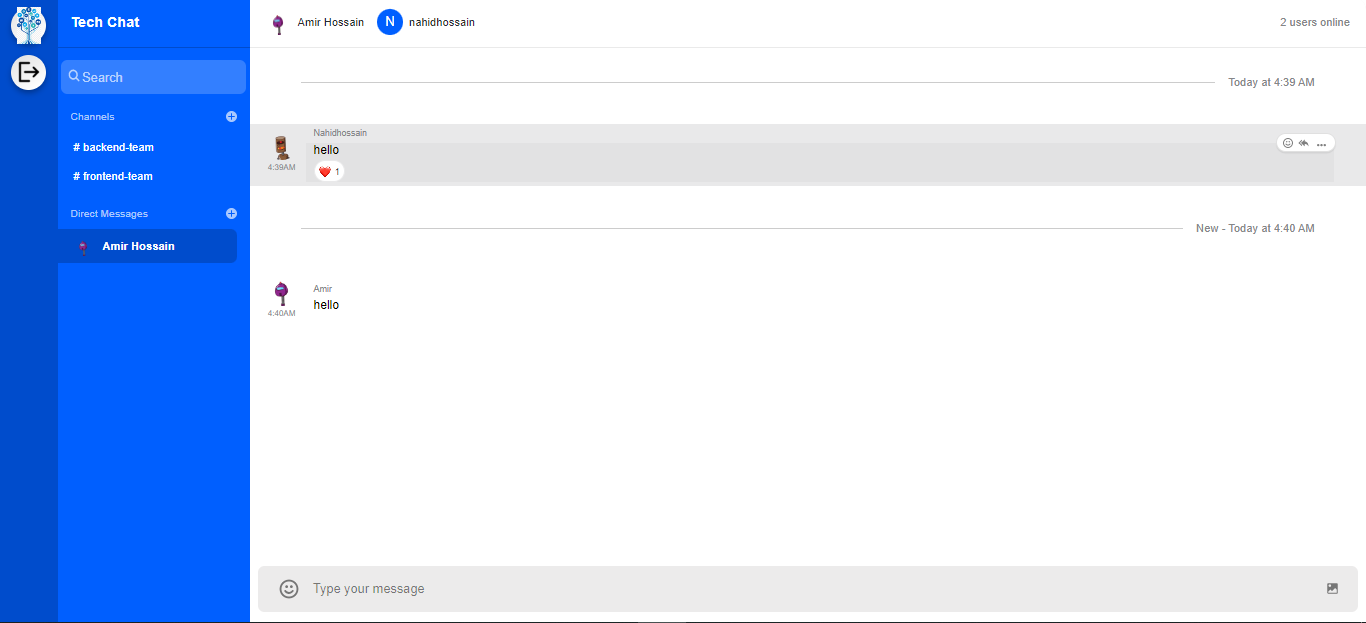 Tech Chat
Search
Channels
# backend-team
# frontend-team
Direct Messages
Amir Hossain
Amir Hossain N nahidhossain 2 users online
Today at 4:39 AM
Nahidhossain
hello
4:39AM
❤️ 1
New - Today at 4:40 AM
Amir
hello
4:40AM
Type your message